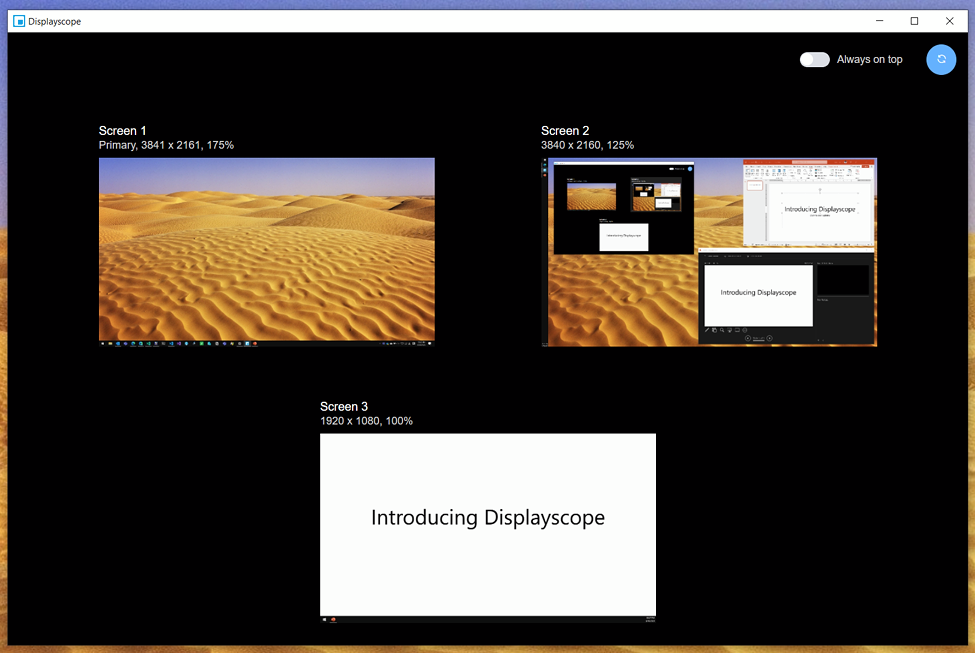 Displayscope
Always on top
Screen 1
Primary, 3841 x 2161, 175%
Screen 2
3840 x 2160, 125%
Introducing Displayscope
Introducing Displayscope
Screen 3
1920 x 1080, 100%
Introducing Displayscope